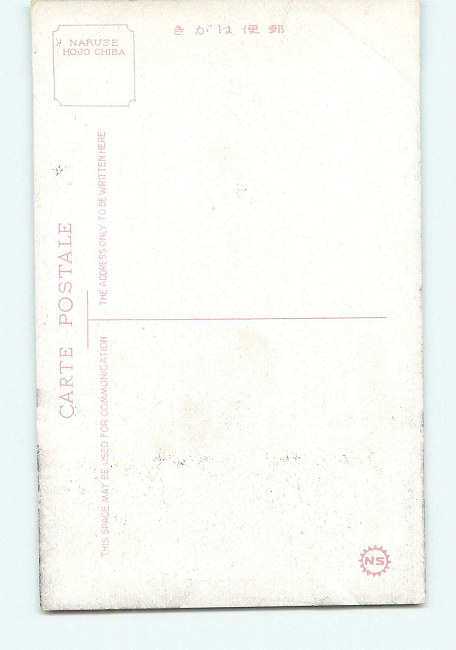 きがは便郵
NARUSE
HOJO CHIBA
CARTE POSTALE
THE ADDRESS ONLY TO BE WRITTEN HERE
THIS SPACE MAY BE USED FOR COMMUNICATION
NS